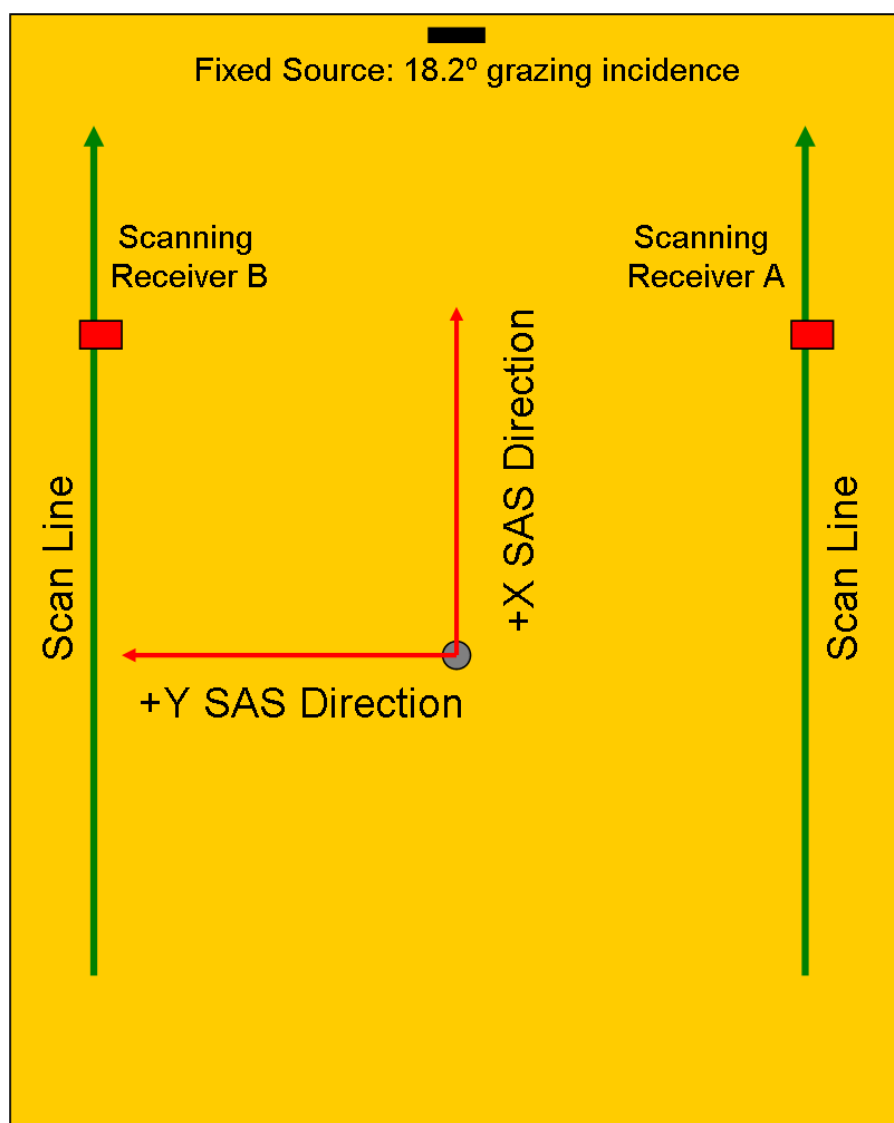 Fixed Source: 18.2º grazing incidence
Scanning
Receiver B
Scanning
Receiver A
+X SAS Direction
Scan Line
Scan Line
+Y SAS Direction